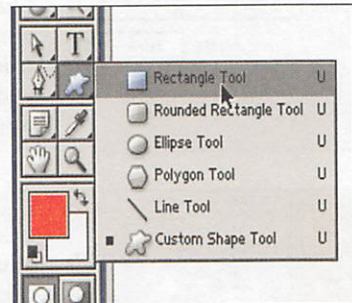 T
Rectangle Tool U
Rounded Rectangle Tool U
Ellipse Tool U
Polygon Tool U
Line Tool U
Custom Shape Tool U